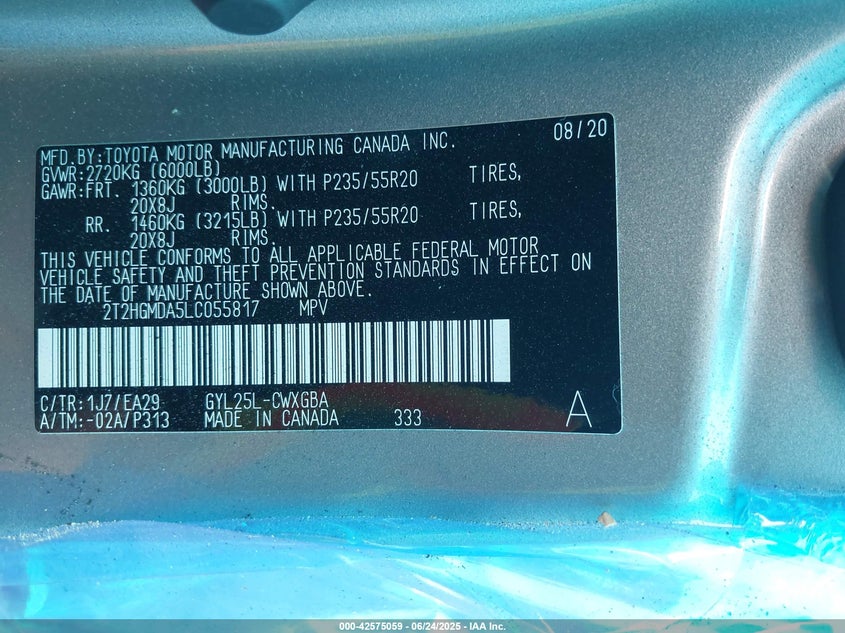 MFD.BY:TOYOTA MOTOR MANUFACTURING CANADA INC. 08/20
GVWR:2720KG (6000LB)
GAWR:FRT. 1360KG (3000LB) WITH P235/55R20 TIRES,
20X8J RIMS.
RR. 1460KG (3215LB) WITH P235/55R20 TIRES,
20X8J RIMS.
THIS VEHICLE CONFORMS TO ALL APPLICABLE FEDERAL MOTOR
VEHICLE SAFETY AND THEFT PREVENTION STANDARDS IN EFFECT ON
THE DATE OF MANUFACTURE SHOWN ABOVE.
2T2HGMDA5LC055817 MPV
C/TR:1J7/EA29 GYL25L-CWXGBA
A/TM:-02A/P313 MADE IN CANADA 333 A
000-42575059 - 06/24/2025 - IAA Inc.